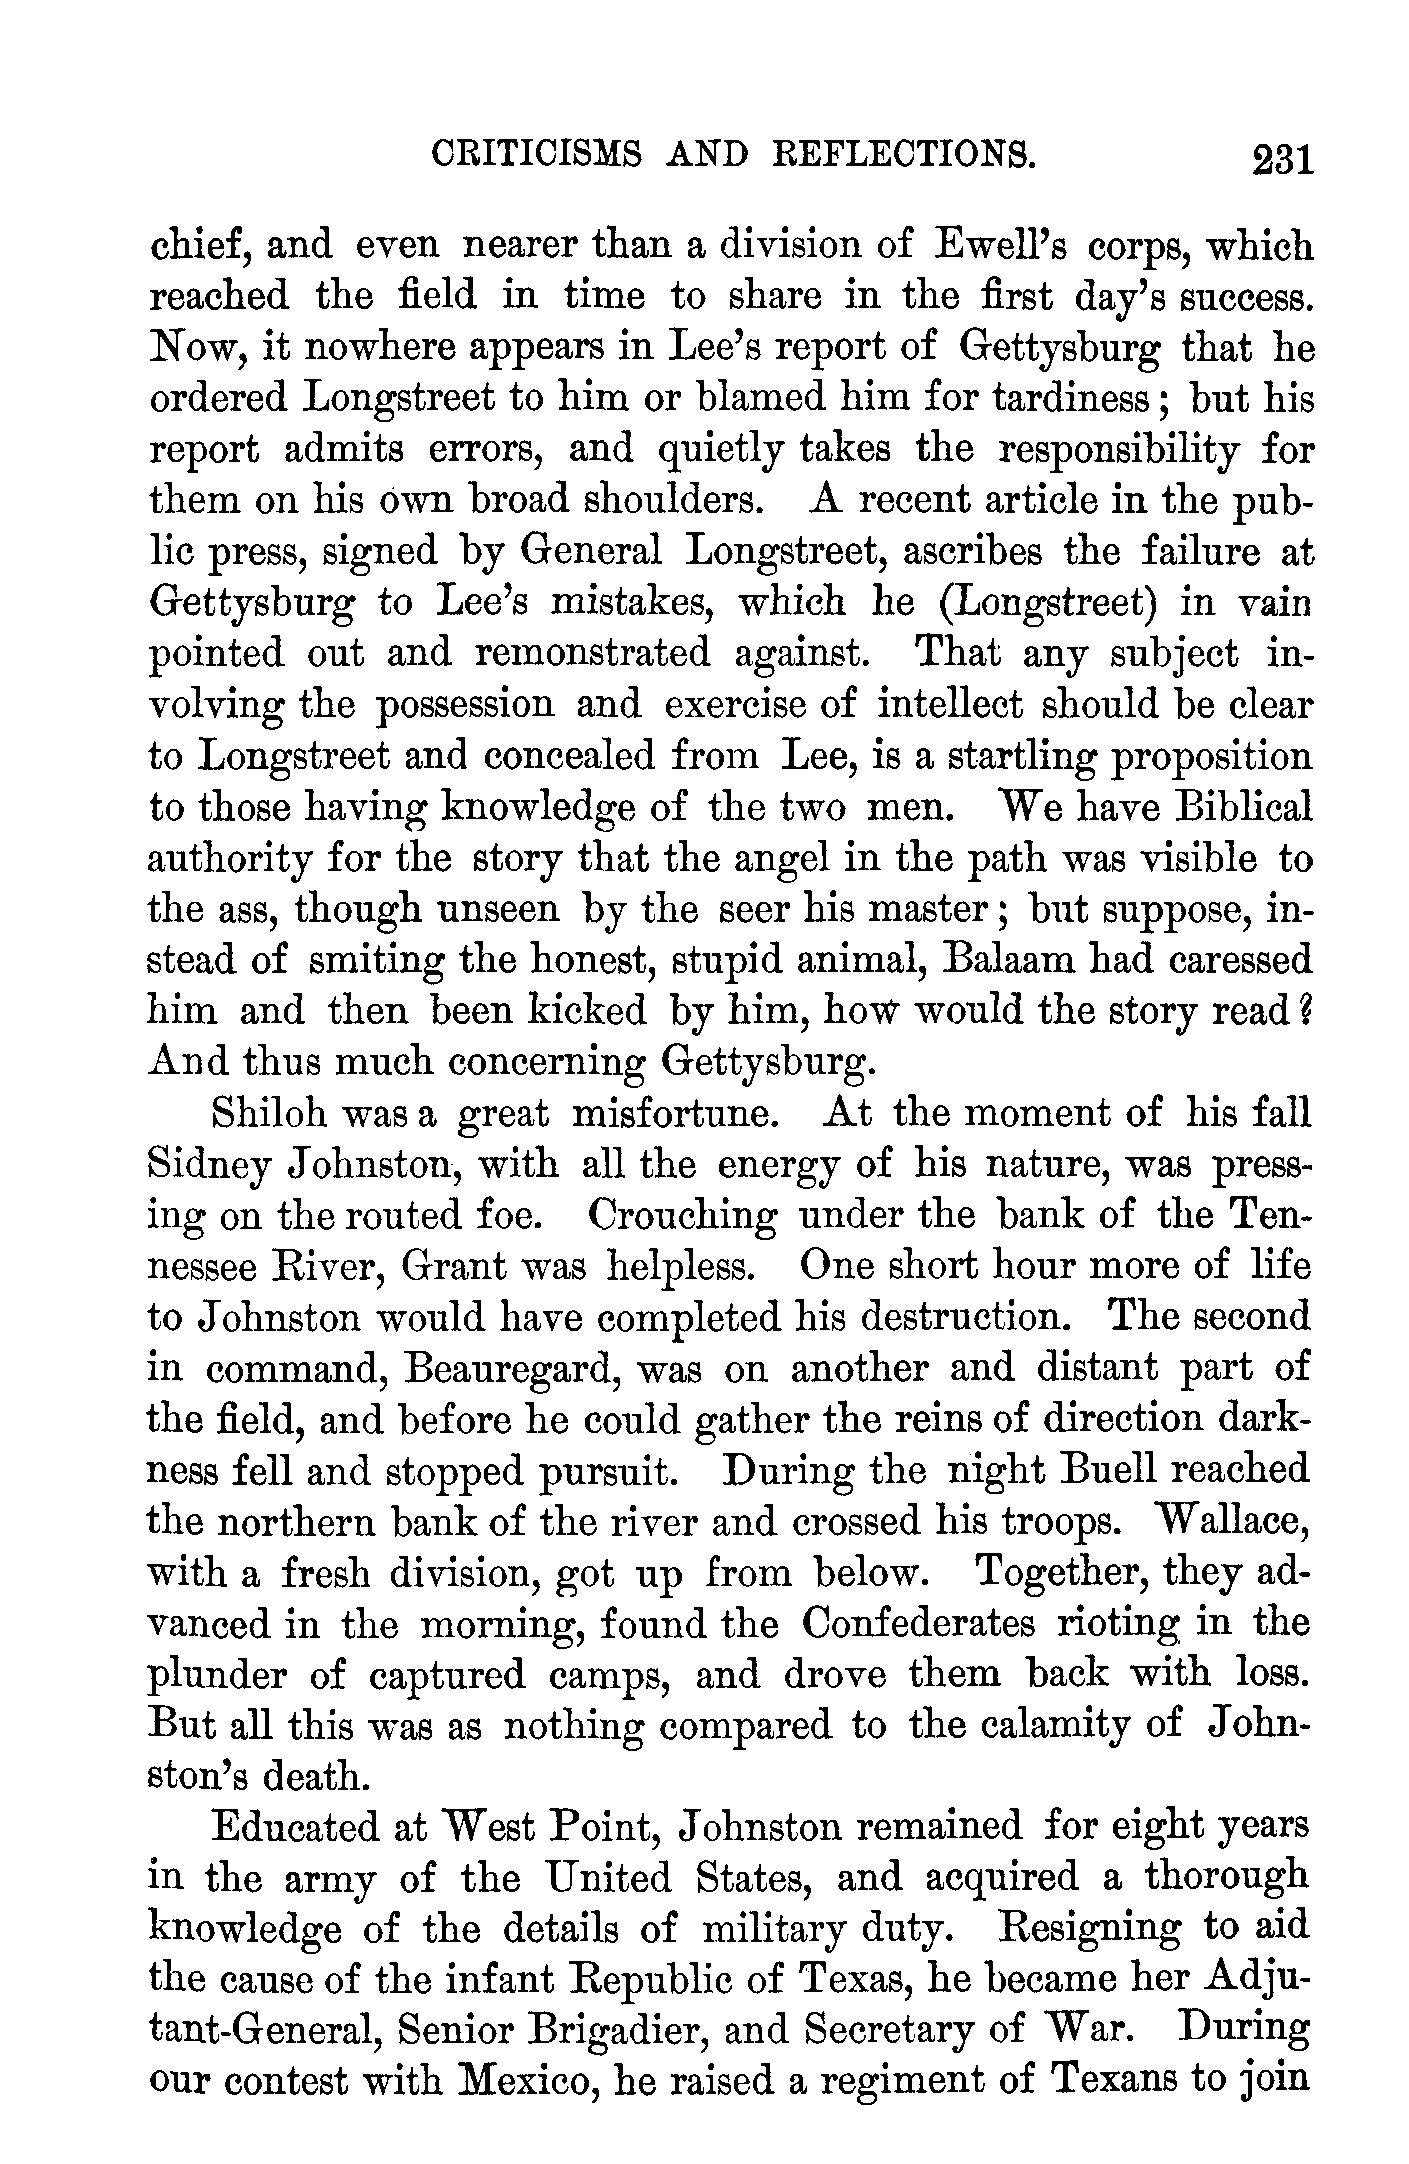 CRITICISMS AND REFLECTIONS. 231
chief, and even nearer than a division of Ewell's corps, which
reached the field in time to share in the first day's success.
Now, it nowhere appears in Lee's report of Gettysburg that he
ordered Longstreet to him or blamed him for tardiness; but his
report admits errors, and quietly takes the responsibility for
them on his own broad shoulders. A recent article in the pub-
lic press, signed by General Longstreet, ascribes the failure at
Gettysburg to Lee's mistakes, which he (Longstreet) in vain
pointed out and remonstrated against. That any subject in-
volving the possession and exercise of intellect should be clear
to Longstreet and concealed from Lee, is a startling proposition
to those having knowledge of the two men. We have Biblical
authority for the story that the angel in the path was visible to
the ass, though unseen by the seer his master; but suppose, in-
stead of smiting the honest, stupid animal, Balaam had caressed
him and then been kicked by him, how would the story read?
And thus much concerning Gettysburg.
Shiloh was a great misfortune. At the moment of his fall
Sidney Johnston, with all the energy of his nature, was press-
ing on the routed foe. Crouching under the bank of the Ten-
nessee River, Grant was helpless. One short hour more of life
to Johnston would have completed his destruction. The second
in command, Beauregard, was on another and distant part of
the field, and before he could gather the reins of direction dark-
ness fell and stopped pursuit. During the night Buell reached
the northern bank of the river and crossed his troops. Wallace,
with a fresh division, got up from below. Together, they ad-
vanced in the morning, found the Confederates rioting in the
plunder of captured camps, and drove them back with loss.
But all this was as nothing compared to the calamity of John-
ston's death.
Educated at West Point, Johnston remained for eight years
in the army of the United States, and acquired a thorough
knowledge of the details of military duty. Resigning to aid
the cause of the infant Republic of Texas, he became her Adju-
tant-General, Senior Brigadier, and Secretary of War. During
our contest with Mexico, he raised a regiment of Texans to join